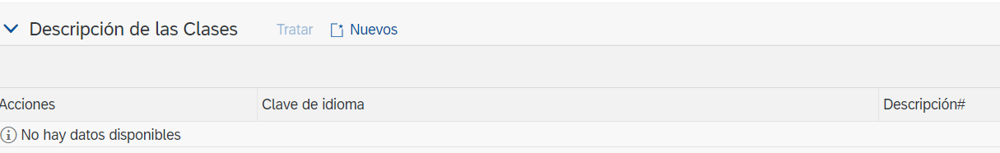 Descripción de las Clases Tratar Nuevos
Acciones Clave de idioma Descripción#
No hay datos disponibles